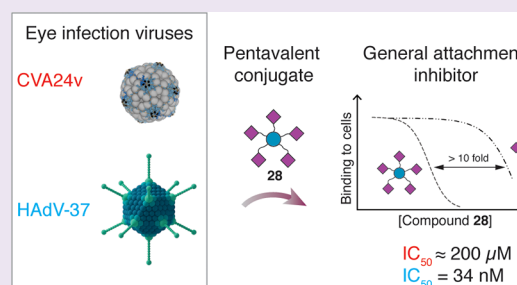 Eye infection viruses
CVA24v
HAdV-37
Pentavalent
conjugate
28
General attachmen
inhibitor
Binding to cells
> 10 fold
[Compound 28]
IC50 ≈ 200 µM
IC50 = 34 nM